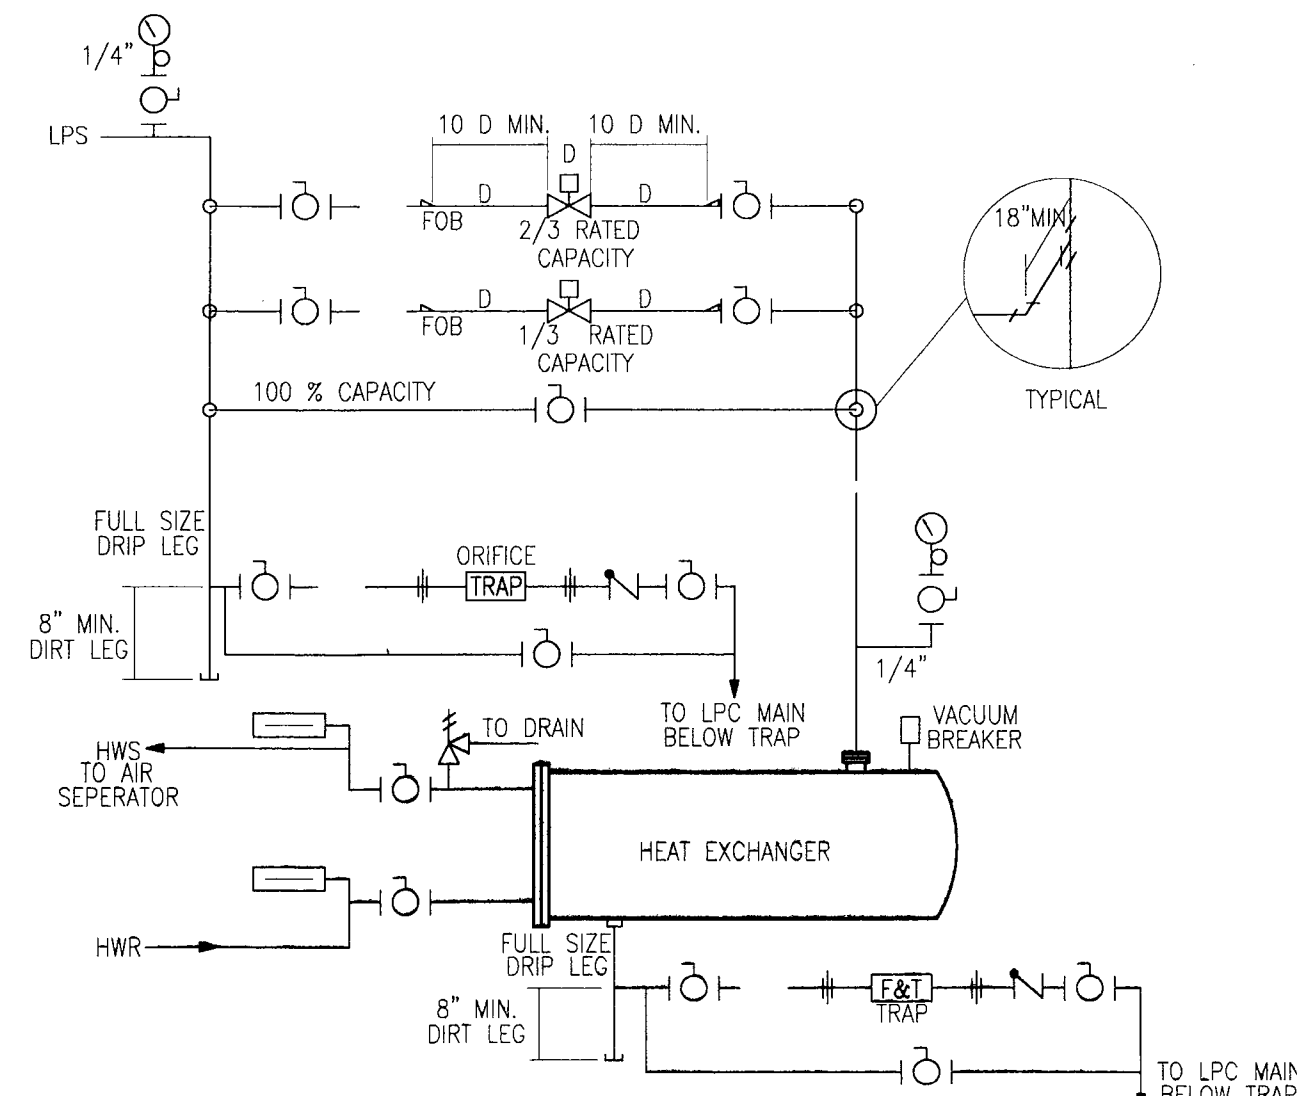 1/4"
LPS
10 D MIN.
10 D MIN.
D
D
D
FOB
2/3 RATED
CAPACITY
18"MIN
D
D
FOB
1/3 RATED
CAPACITY
TYPICAL
100 % CAPACITY
FULL SIZE
DRIP LEG
ORIFICE
TRAP
8" MIN.
DIRT LEG
1/4"
TO LPC MAIN
BELOW TRAP
VACUUM
BREAKER
TO DRAIN
HWS
TO AIR
SEPERATOR
HEAT EXCHANGER
HWR
FULL SIZE
DRIP LEG
8" MIN.
DIRT LEG
F&T
TRAP
TO LPC MAIN
BELOW TRAP